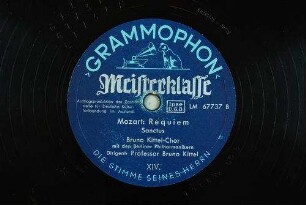 GRAMMOPHON
Meisterklasse
LM 67737 B
Mozart: Requiem
Sanctus
Bruno Kittel-Chor
mit den Berliner Philharmonikern
Dirigent: Professor Bruno Kittel
XIV.
DIE STIMME SEINES HERRN